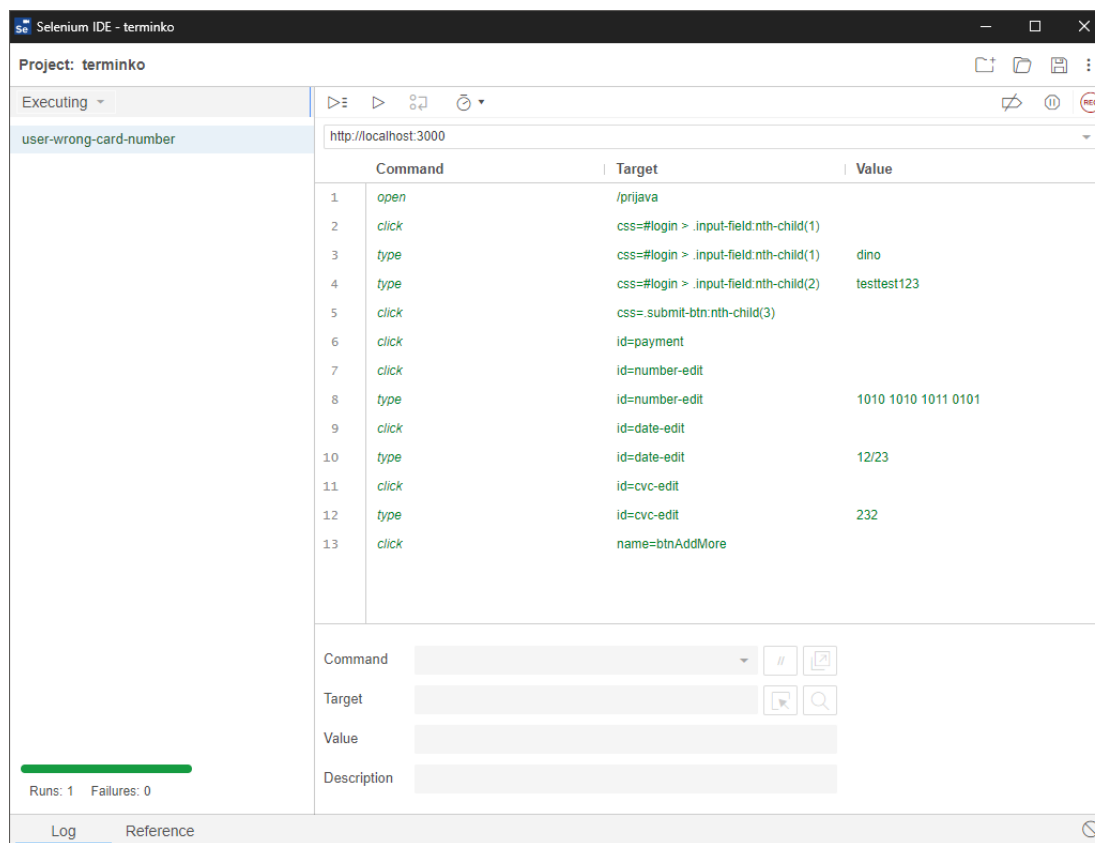 Se Selenium IDE - terminko
Project: terminko
Executing
user-wrong-card-number
REC
http://localhost:3000
Command Target Value
1 open /prijava
2 click css=#login > .input-field:nth-child(1)
3 type css=#login > .input-field:nth-child(1) dino
4 type css=#login > .input-field:nth-child(2) testtest123
5 click css=.submit-btn:nth-child(3)
6 click id=payment
7 click id=number-edit
8 type id=number-edit 1010 1010 1011 0101
9 click id=date-edit
10 type id=date-edit 12/23
11 click id=cvc-edit
12 type id=cvc-edit 232
13 click name=btnAddMore
Command //
Target
Value
Description
Runs: 1 Failures: 0
Log Reference